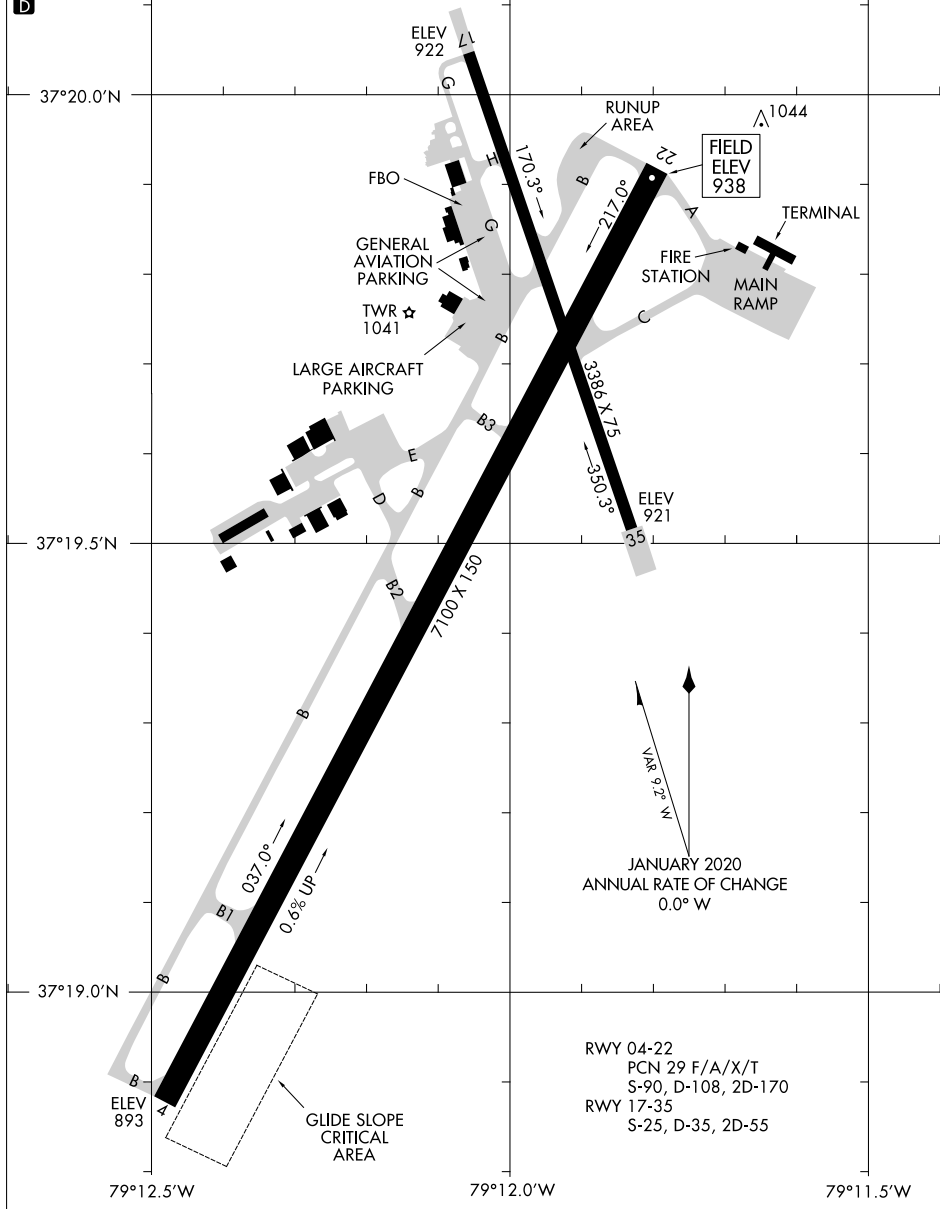 D
ELEV
922
17
37°20.0'N
G
RUNUP
AREA
1044
22
FIELD
ELEV
938
H
170.3°
B
217.0°
A
FBO
G
TERMINAL
GENERAL
AVIATION
PARKING
FIRE
STATION
MAIN
RAMP
TWR
1041
C
B
LARGE AIRCRAFT
PARKING
3386 X 75
B3
E
D
B
350.3°
ELEV
921
35
37°19.5'N
7100 X 150
B2
B
VAR 9.2° W
037.0°
0.6% UP
JANUARY 2020
ANNUAL RATE OF CHANGE
0.0° W
B1
B
37°19.0'N
B
ELEV
893
4
GLIDE SLOPE
CRITICAL
AREA
RWY 04-22
PCN 29 F/A/X/T
S-90, D-108, 2D-170
RWY 17-35
S-25, D-35, 2D-55
79°12.5'W
79°12.0'W
79°11.5'W